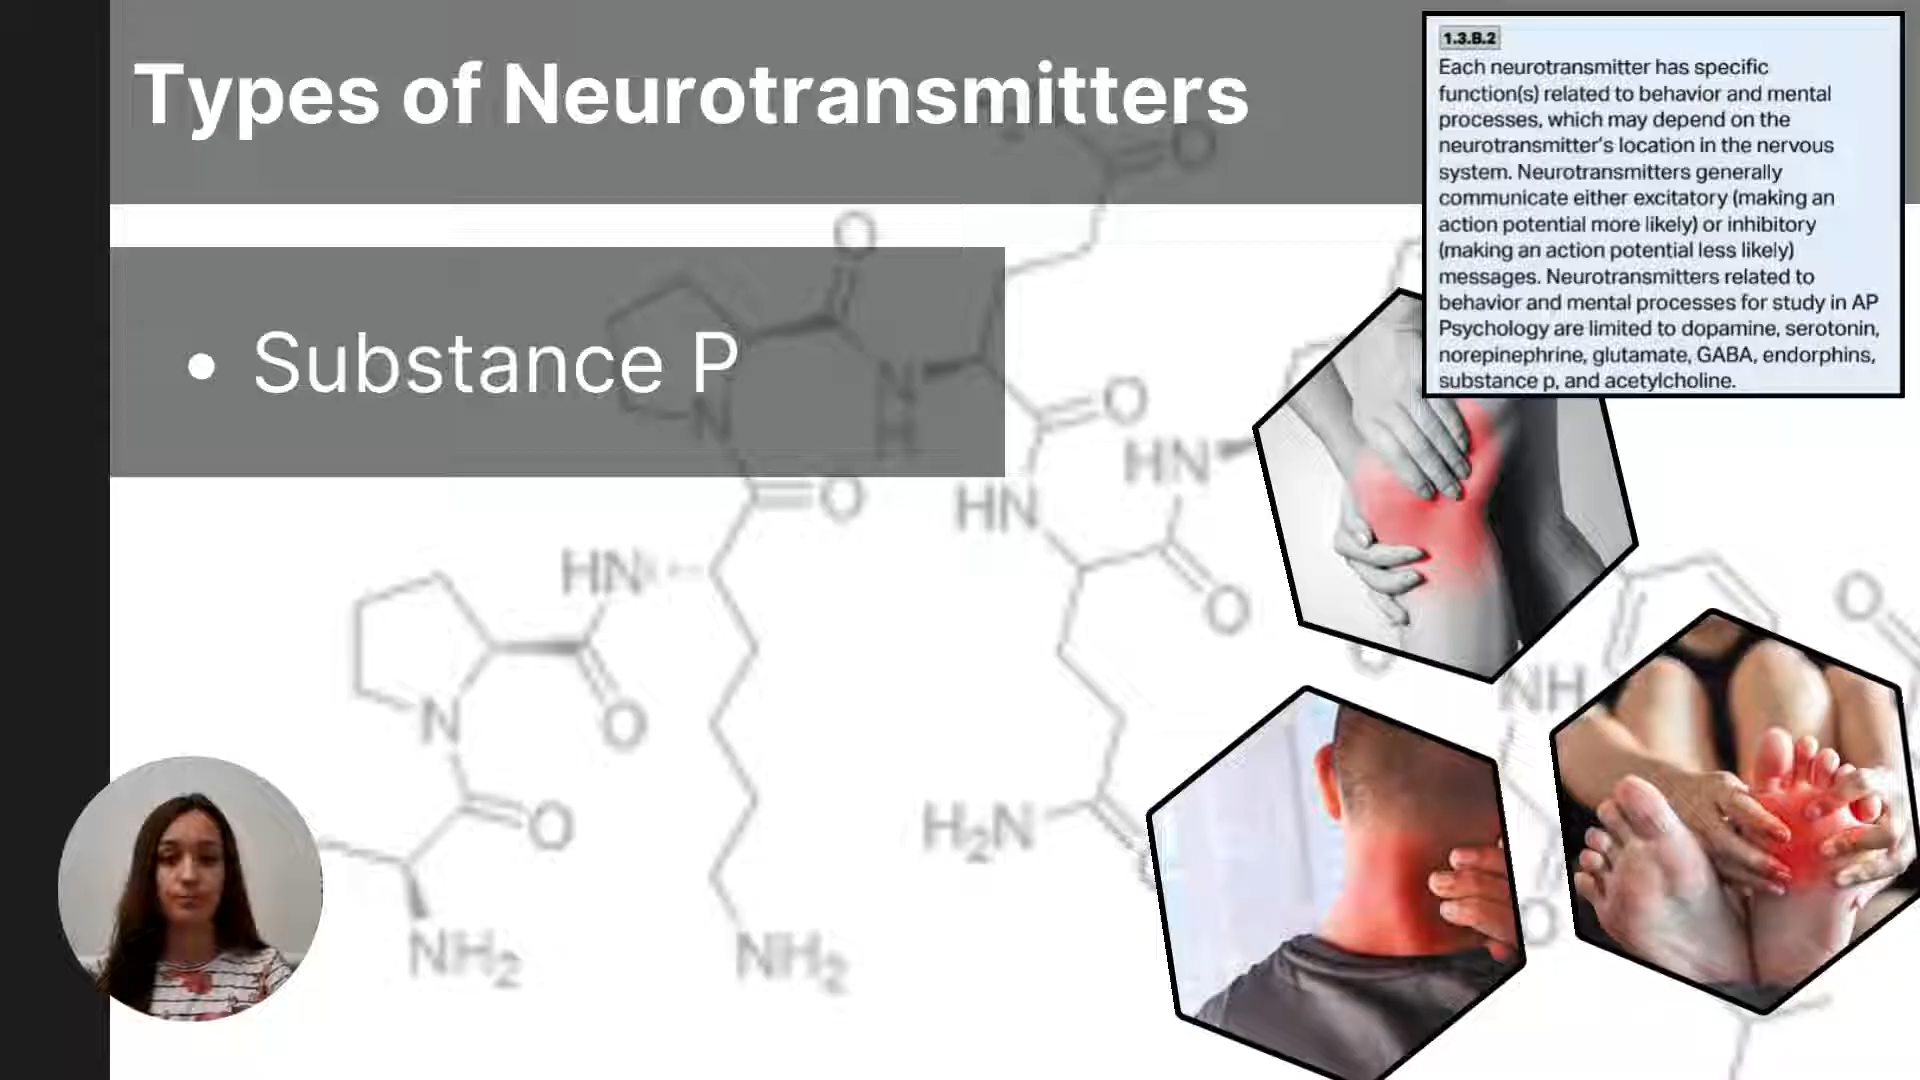 Types of Neurotransmitters
1.3.B.2
Each neurotransmitter has specific
function(s) related to behavior and mental
processes, which may depend on the
neurotransmitter's location in the nervous
system. Neurotransmitters generally
communicate either excitatory (making an
action potential more likely) or inhibitory
(making an action potential less likely)
messages. Neurotransmitters related to
behavior and mental processes for study in AP
Psychology are limited to dopamine, serotonin,
norepinephrine, glutamate, GABA, endorphins,
substance p, and acetylcholine.
• Substance P
O
O
N
H
N
O
HN
O
HN
HN
O
O
NH
N
O
O
H₂N
O
NH₂
NH₂